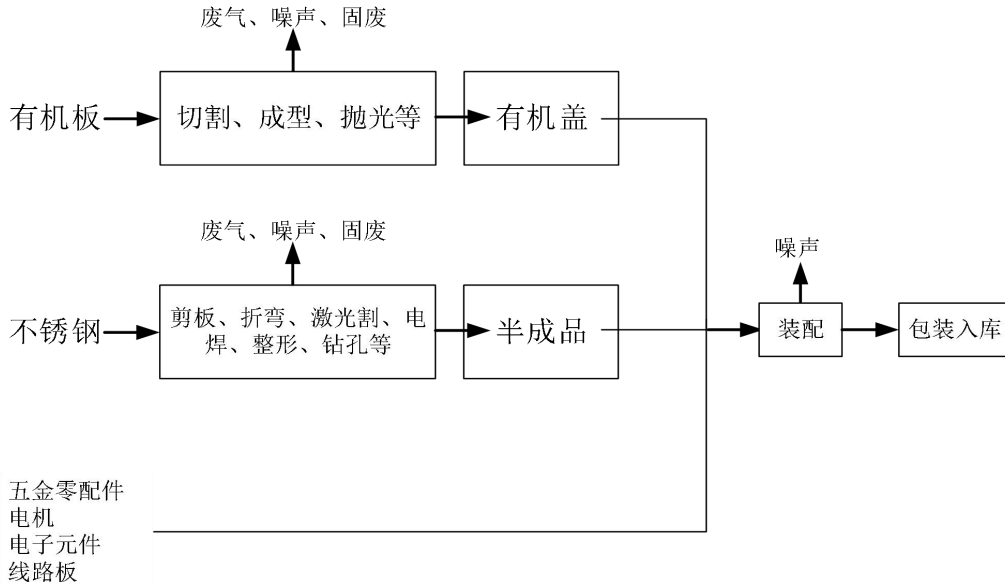 废气、噪声、固废
有机板
切割、成型、抛光等
有机盖
废气、噪声、固废
不锈钢
剪板、折弯、激光割、电
焊、整形、钻孔等
半成品
噪声
装配
包装入库
五金零配件
电机
电子元件
线路板